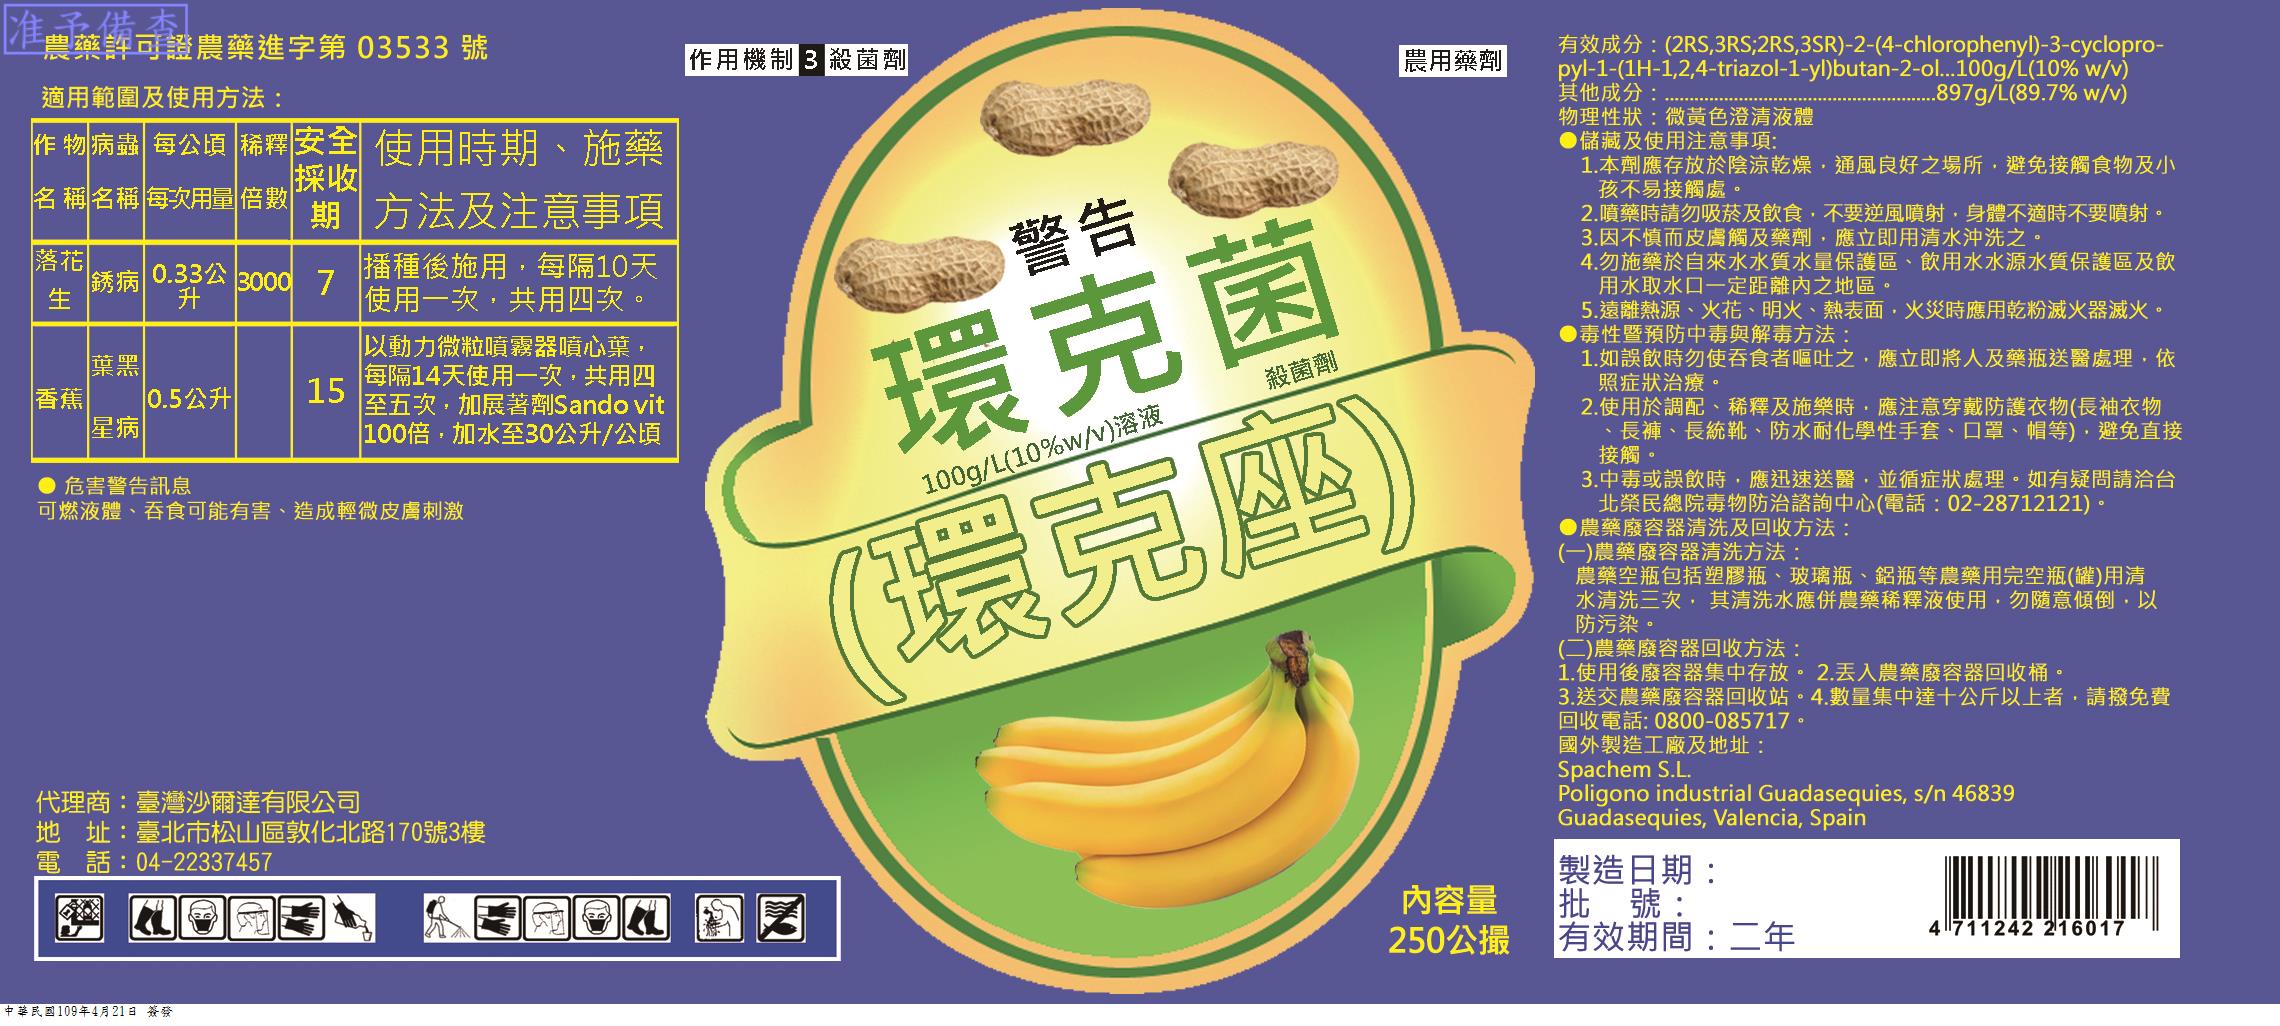 准予備查
農藥許可證農藥進字第 03533 號
適用範圍及使用方法：
作物名稱 病蟲名稱 每公頃每次用量 稀釋倍數 安全採收期 使用時期、施藥方法及注意事項
落花生 銹病 0.33公升 3000 7 播種後施用，每隔10天
使用一次，共用四次。
香蕉 葉黑星病 0.5公升 15 以動力微粒噴霧器噴心葉，
每隔14天使用一次，共用四
至五次，加展著劑Sando vit
100倍，加水至30公升/公頃
● 危害警告訊息
可燃液體、吞食可能有害、造成輕微皮膚刺激
代理商：臺灣沙爾達有限公司
地　址：臺北市松山區敦化北路170號3樓
電　話：04-22337457
作用機制 3 殺菌劑
農用藥劑
警告
環克菌
殺菌劑
100g/L(10%w/v)溶液
(環克座)
內容量
250公撮
有效成分：(2RS,3RS;2RS,3SR)-2-(4-chlorophenyl)-3-cyclopro-
pyl-1-(1H-1,2,4-triazol-1-yl)butan-2-ol...100g/L(10% w/v)
其他成分：.......................................................897g/L(89.7% w/v)
物理性狀：微黃色澄清液體
●儲藏及使用注意事項:
1.本劑應存放於陰涼乾燥，通風良好之場所，避免接觸食物及小
孩不易接觸處。
2.噴藥時請勿吸菸及飲食，不要逆風噴射，身體不適時不要噴射。
3.因不慎而皮膚觸及藥劑，應立即用清水沖洗之。
4.勿施藥於自來水水質水量保護區、飲用水水源水質保護區及飲
用水取水口一定距離內之地區。
5.遠離熱源、火花、明火、熱表面，火災時應用乾粉滅火器滅火。
●毒性暨預防中毒與解毒方法：
1.如誤飲時勿使吞食者嘔吐之，應立即將人及藥瓶送醫處理，依
照症狀治療。
2.使用於調配、稀釋及施樂時，應注意穿戴防護衣物(長袖衣物
、長褲、長統靴、防水耐化學性手套、口罩、帽等)，避免直接
接觸。
3.中毒或誤飲時，應迅速送醫，並循症狀處理。如有疑問請洽台
北榮民總院毒物防治諮詢中心(電話：02-28712121)。
●農藥廢容器清洗及回收方法：
(一)農藥廢容器清洗方法：
農藥空瓶包括塑膠瓶、玻璃瓶、鋁瓶等農藥用完空瓶(罐)用清
水清洗三次， 其清洗水應併農藥稀釋液使用，勿隨意傾倒，以
防污染。
(二)農藥廢容器回收方法：
1.使用後廢容器集中存放。 2.丟入農藥廢容器回收桶。
3.送交農藥廢容器回收站。4.數量集中達十公斤以上者，請撥免費
回收電話: 0800-085717。
國外製造工廠及地址：
Spachem S.L.
Poligono industrial Guadasequies, s/n 46839
Guadasequies, Valencia, Spain
製造日期：
批　號：
有效期間：二年
4 711242 216017
中華民國109年4月21日 簽發